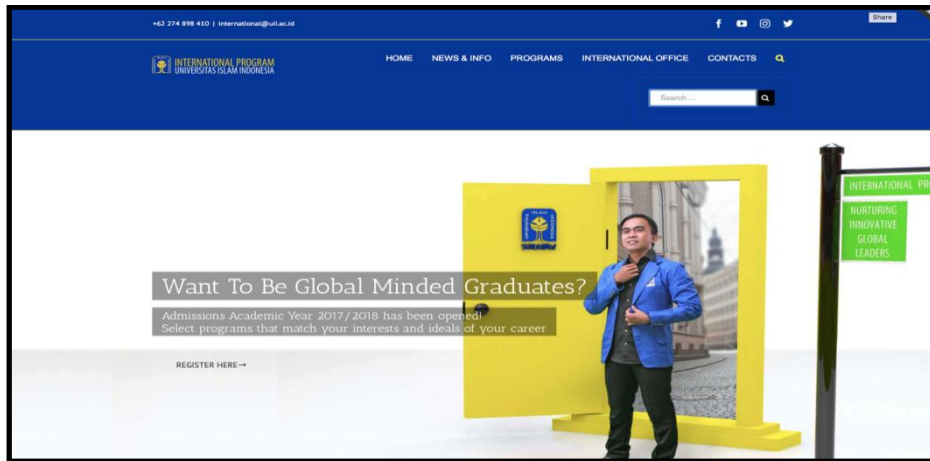 +62 274 898 410 | international@uii.ac.id
Share
INTERNATIONAL PROGRAM
UNIVERSITAS ISLAM INDONESIA
HOME NEWS & INFO PROGRAMS INTERNATIONAL OFFICE CONTACTS
Search ...
INTERNATIONAL
NURTURING
INNOVATIVE
GLOBAL
LEADERS
ISLAM
Want To Be Global Minded Graduates?
Admissions Academic Year 2017/2018 has been opened!
Select programs that match your interests and ideals of your career
REGISTER HERE→